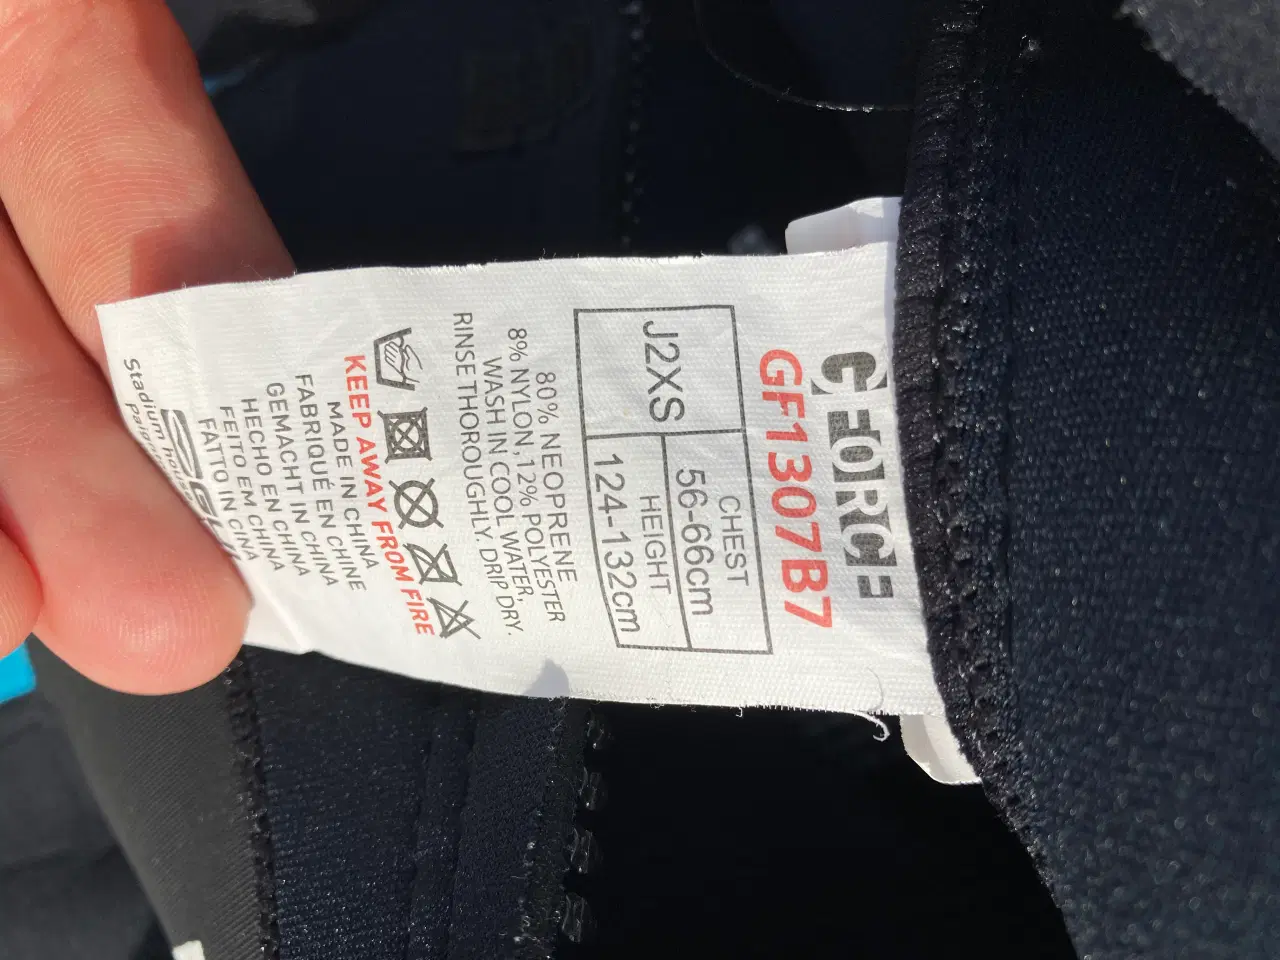 G FORCE
GF1307B7
J2XS
CHEST
56-66cm
HEIGHT
124-132cm
80% NEOPRENE
8% NYLON,12% POLYESTER
WASH IN COOL WATER,
RINSE THOROUGHLY. DRIP DRY.
KEEP AWAY FROM FIRE
MADE IN CHINA
FABRIQUÉ EN CHINE
GEMACHT IN CHINA
HECHO EN CHINA
FEITO EM CHINA
FATTO IN CINA
Stadium